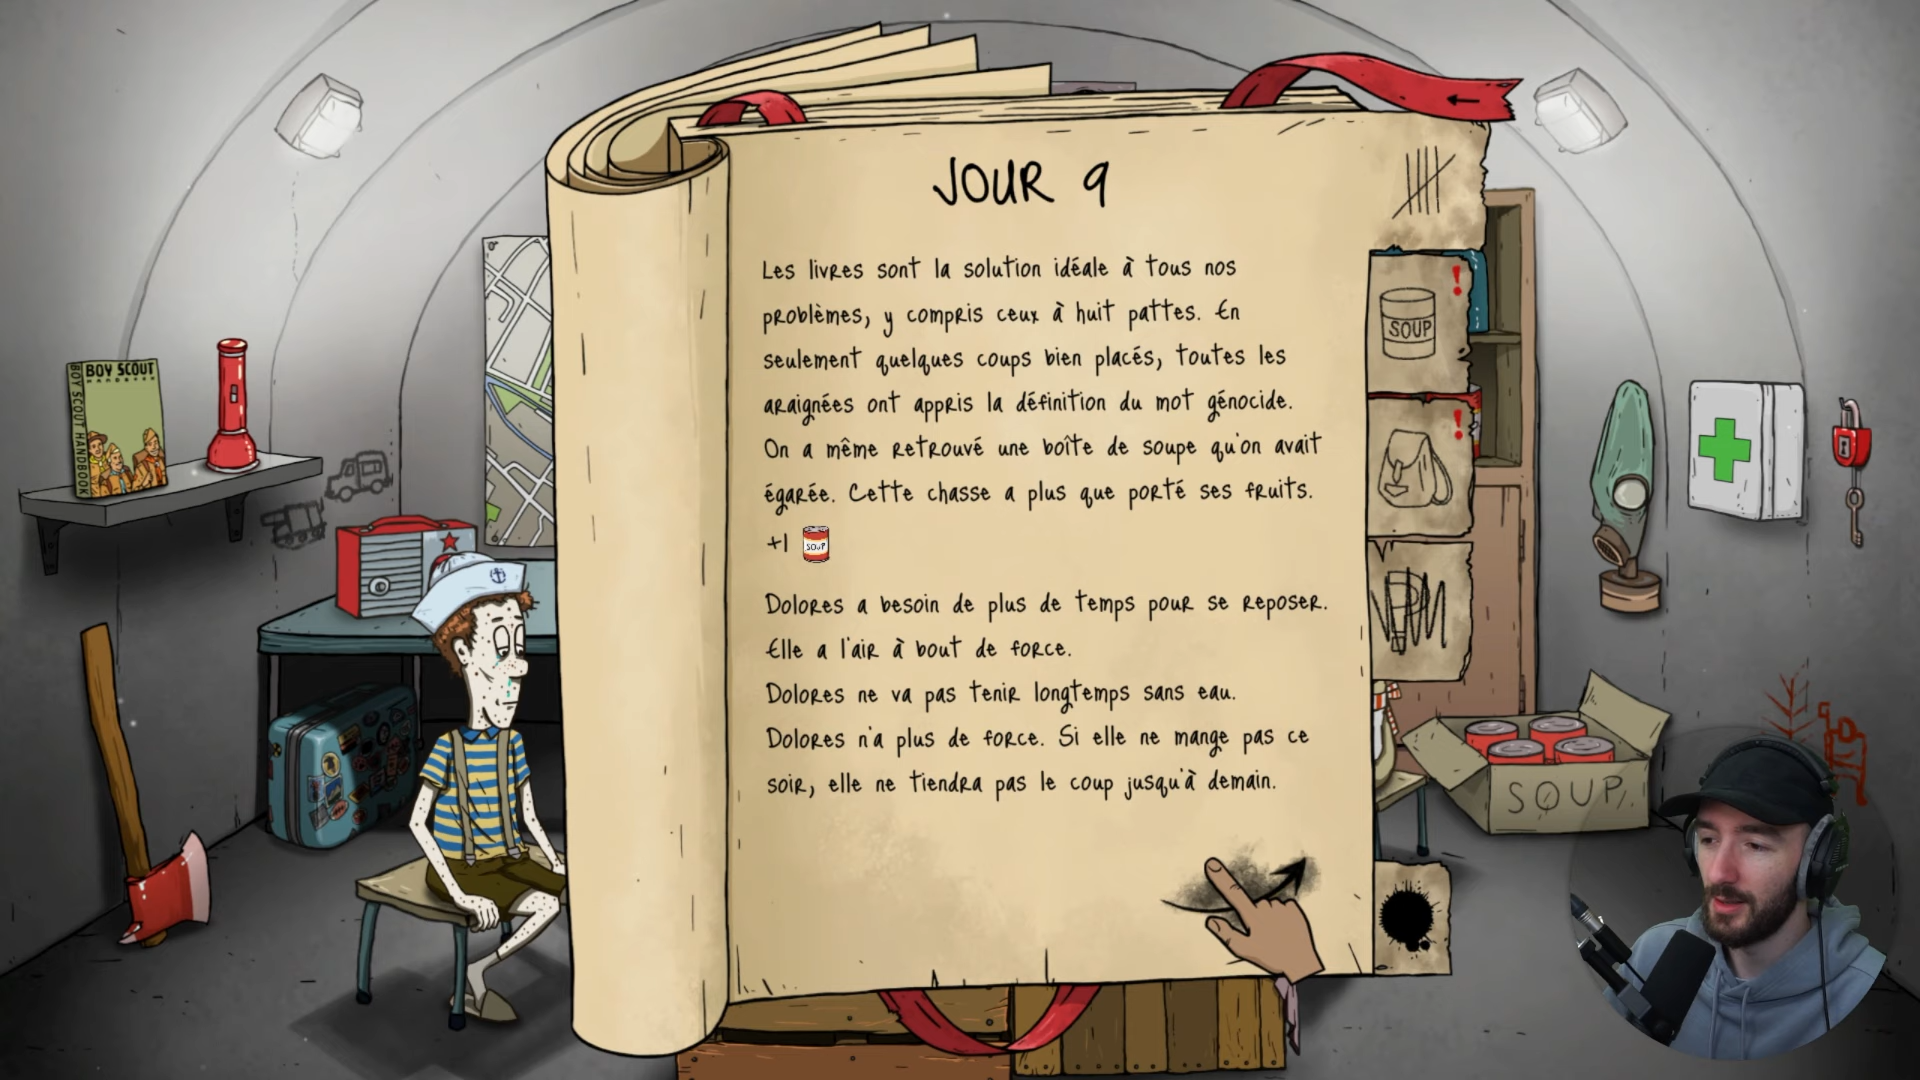 JOUR 9
Les livres sont la solution idéale à tous nos
problèmes, y compris ceux à huit pattes. En
seulement quelques coups bien placés, toutes les
araignées ont appris la définition du mot génocide.
On a même retrouvé une boîte de soupe qu'on avait
égarée. Cette chasse a plus que porté ses fruits.
+1 SOUP
Dolores a besoin de plus de temps pour se reposer.
Elle a l'air à bout de force.
Dolores ne va pas tenir longtemps sans eau.
Dolores n'a plus de force. Si elle ne mange pas ce
soir, elle ne tiendra pas le coup jusqu'à demain.
SOUP
!
!
BOY SCOUT
HANDBOOK
BOY SCOUT HANDBOOK
SOUP